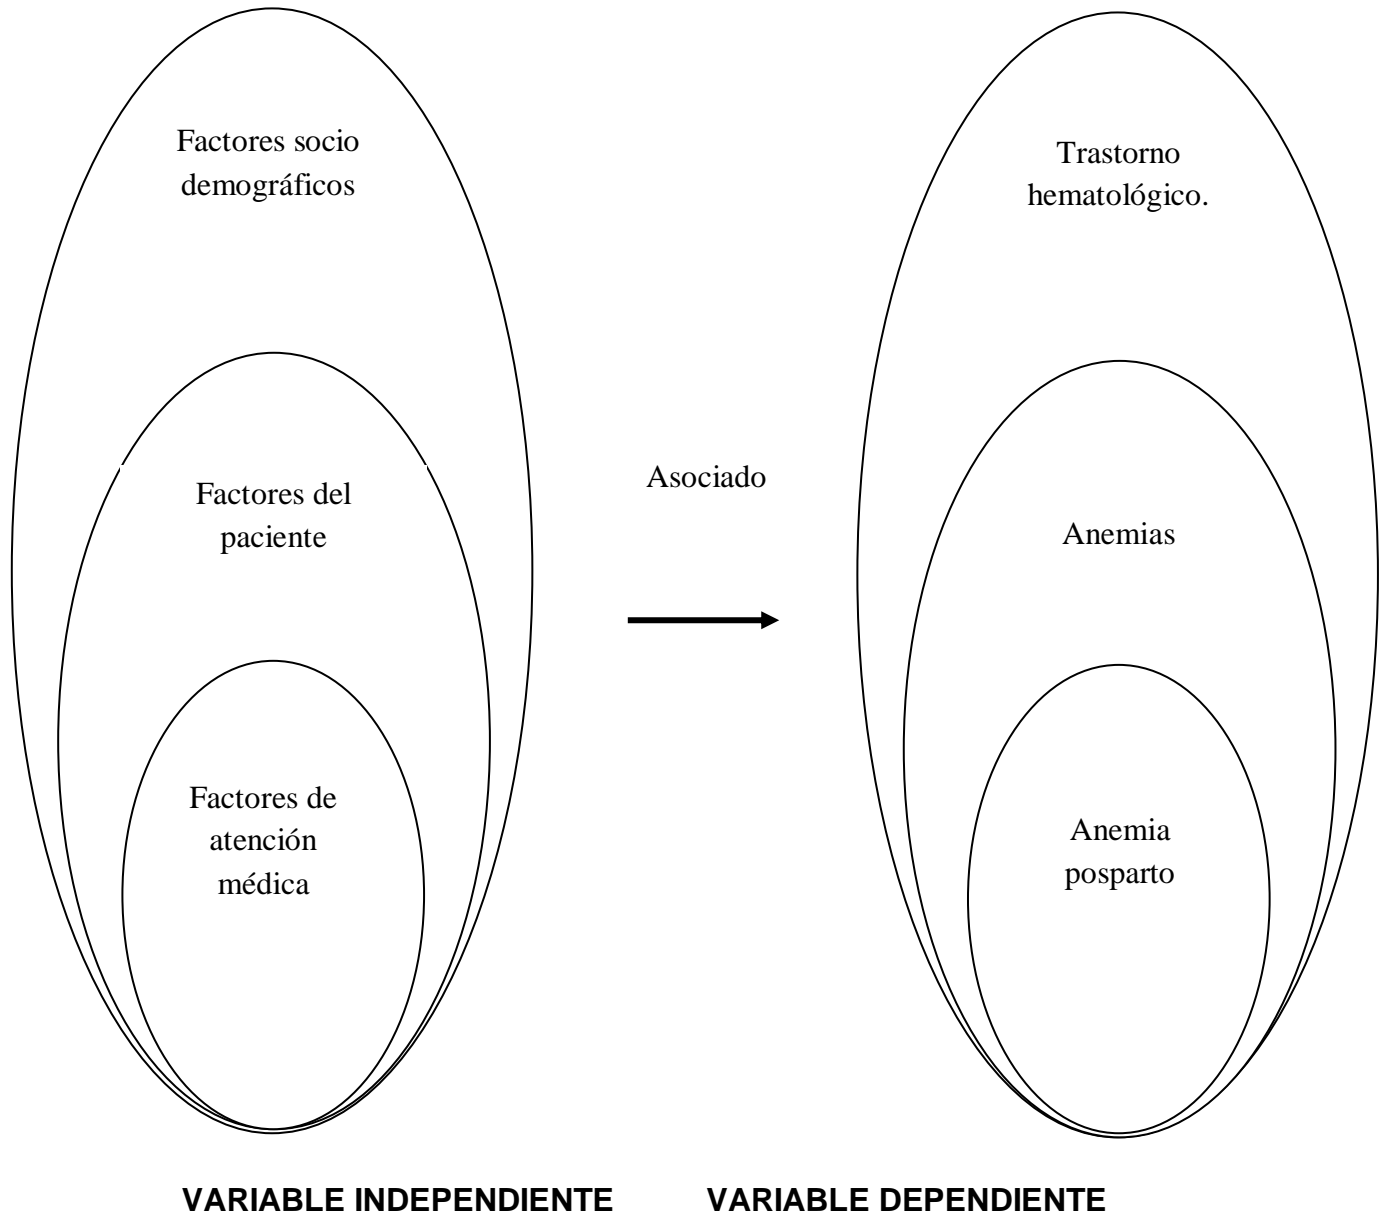 Factores socio
demográficos
Factores del
paciente
Factores de
atención
médica
Asociado
Trastorno
hematológico.
Anemias
Anemia
posparto
VARIABLE INDEPENDIENTE
VARIABLE DEPENDIENTE